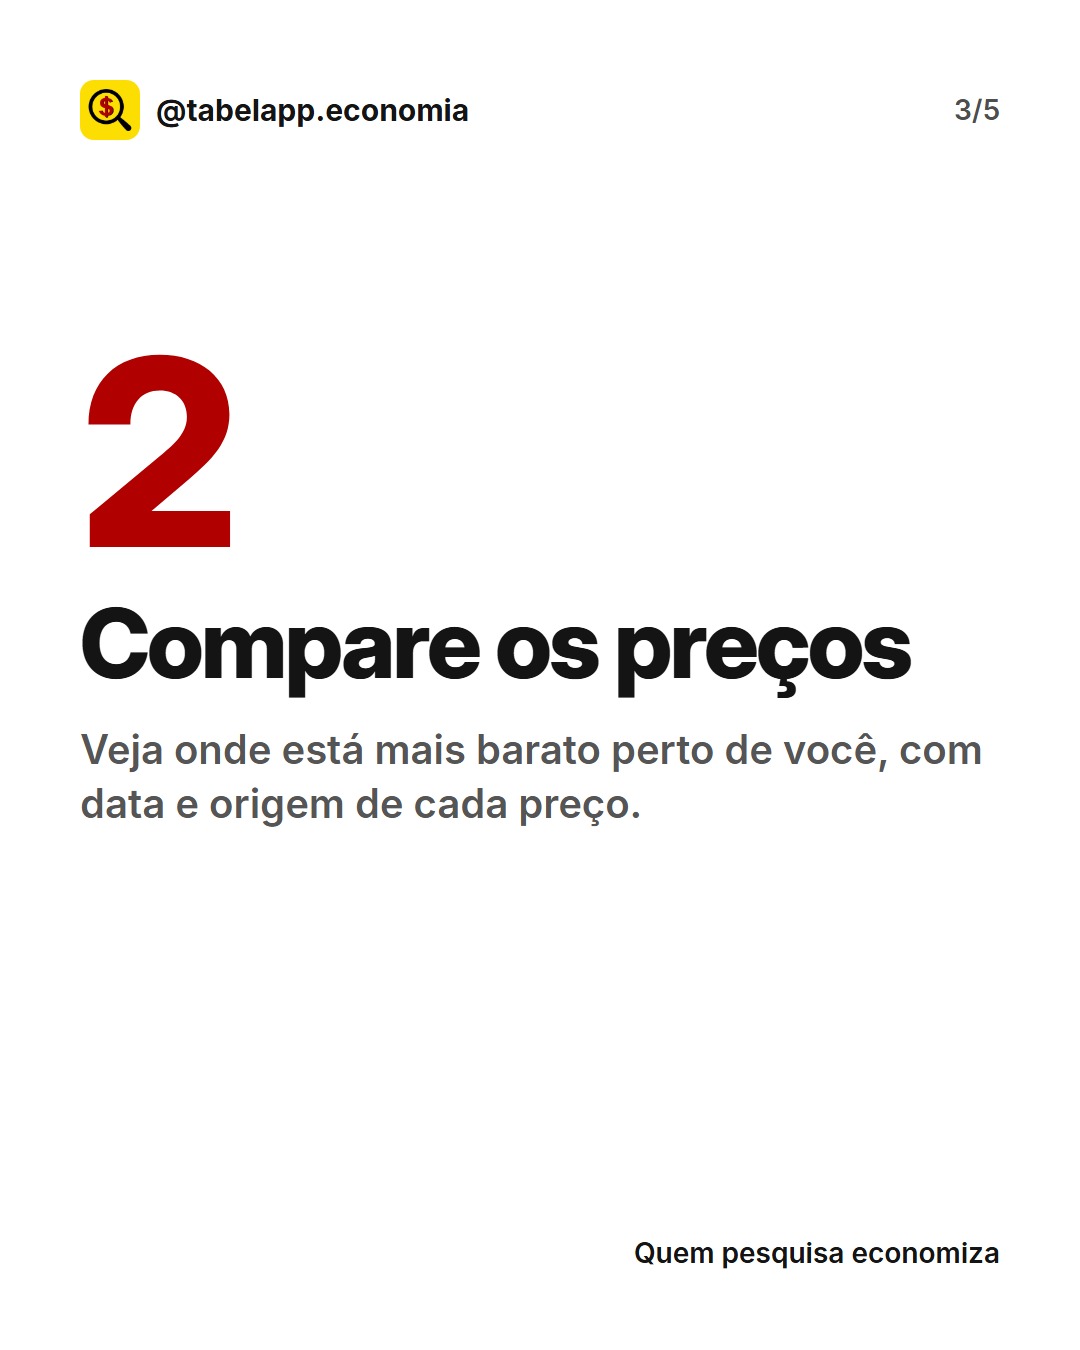 @tabelapp.economia
3/5
2
Compare os preços
Veja onde está mais barato perto de você, com
data e origem de cada preço.
Quem pesquisa economiza